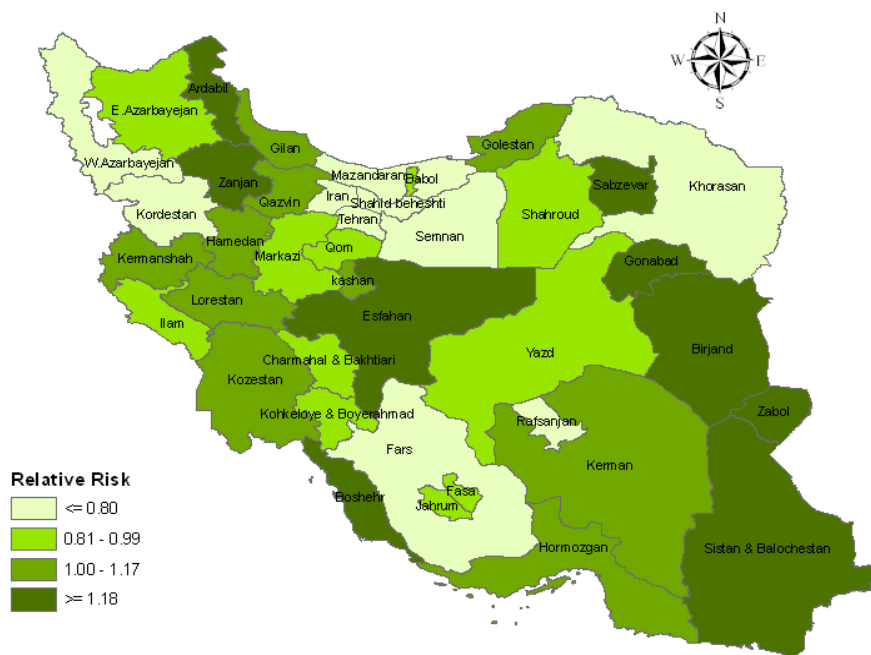 N
W E
S
Ardabil
E.Azarbayejan
Gilan
Golestan
W.Azarbayejan
Mazandaran
Babol
Zanjan
Khorasan
Sabzevar
Qazvin
Iran
Shahid-beheshti
Kordestan
Shahroud
Tehran
Semnan
Hamedan
Qom
Markazi
Kermanshah
Gonabad
kashan
Lorestan
Esfahan
Ilam
Birjand
Yazd
Charmahal & Bakhtiari
Kozestan
Zabol
Kohkeloye & Boyerahmad
Rafsanjan
Fars
Kerman
Relative Risk
Boshehr
Fasa
Jahrum
<= 0.80
0.81 - 0.99
Hormozgan
Sistan & Balochestan
1.00 - 1.17
>= 1.18